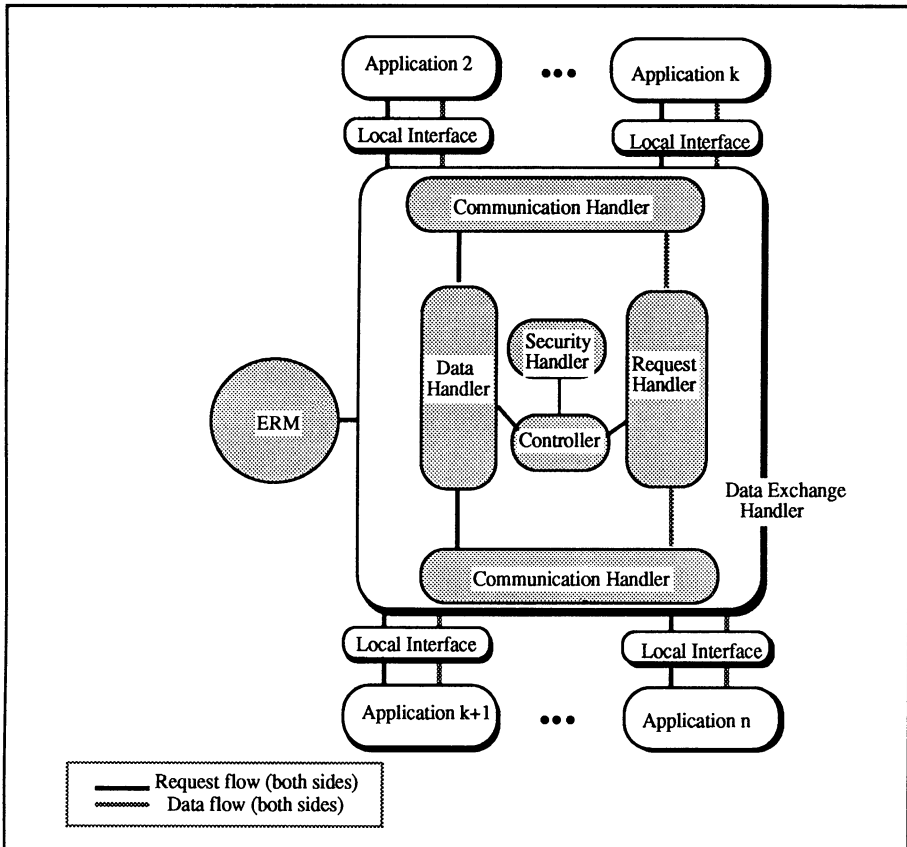 Application 2
Application k
Local Interface
Local Interface
Communication Handler
Security
Handler
Data
Handler
Request
Handler
ERM
Controller
Data Exchange
Handler
Communication Handler
Local Interface
Local Interface
Application k+1
Application n
Request flow (both sides)
Data flow (both sides)